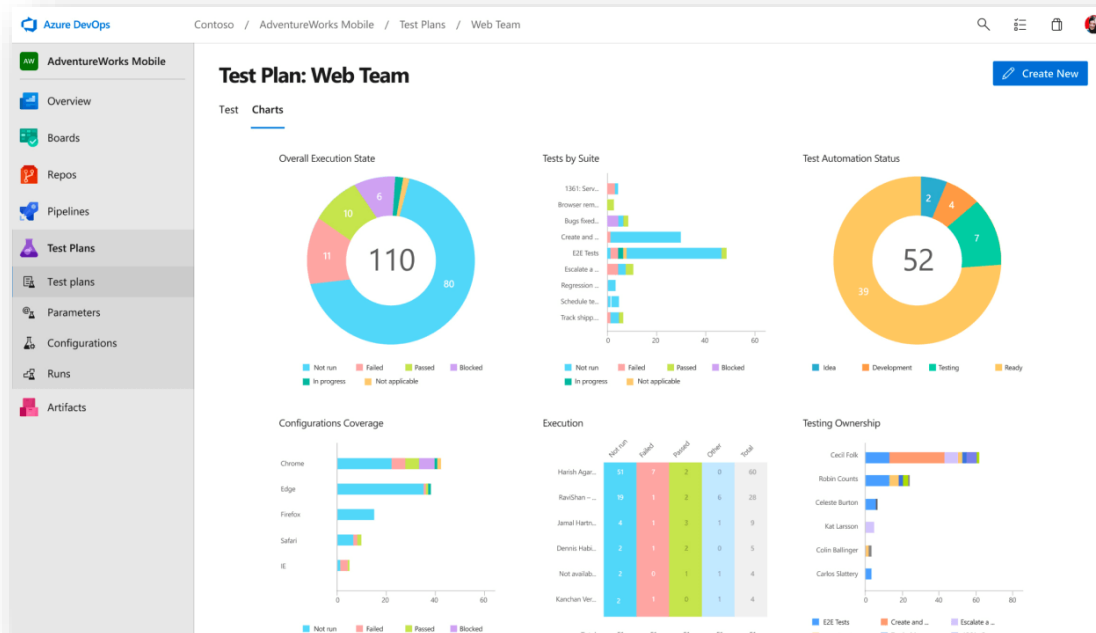 Azure DevOps
Contoso / AdventureWorks Mobile / Test Plans / Web Team
AW AdventureWorks Mobile
Overview
Boards
Repos
Pipelines
Test Plans
Test plans
Parameters
Configurations
Runs
Artifacts
Test Plan: Web Team
Create New
Test Charts
Overall Execution State
6
10
11
110
80
Not run Failed Passed Blocked
In progress Not applicable
Tests by Suite
1361: Serv...
Browser rem...
Bugs fixed...
Create and ...
E2E Tests
Escalate a ...
Regression ...
Schedule te...
Track shipp...
0 20 40 60
Not run Failed Passed Blocked
In progress Not applicable
Test Automation Status
2
4
7
52
39
Idea Development Testing Ready
Configurations Coverage
Chrome
Edge
Firefox
Safari
IE
0 20 40 60
Not run Failed Passed Blocked
Execution
Not run Failed Passed Other Total
Harish Agar... 51 7 2 0 60
RaviShan – ... 19 1 2 6 28
Jamal Hartn... 4 1 3 1 9
Dennis Habi... 2 1 2 0 5
Not availab... 2 0 1 1 4
Kanchan Ver... 2 1 0 1 4
Testing Ownership
Cecil Folk
Robin Counts
Celeste Burton
Kat Larsson
Colin Ballinger
Carlos Slattery
0 20 40 60 80
E2E Tests Create and ... Escalate a ...